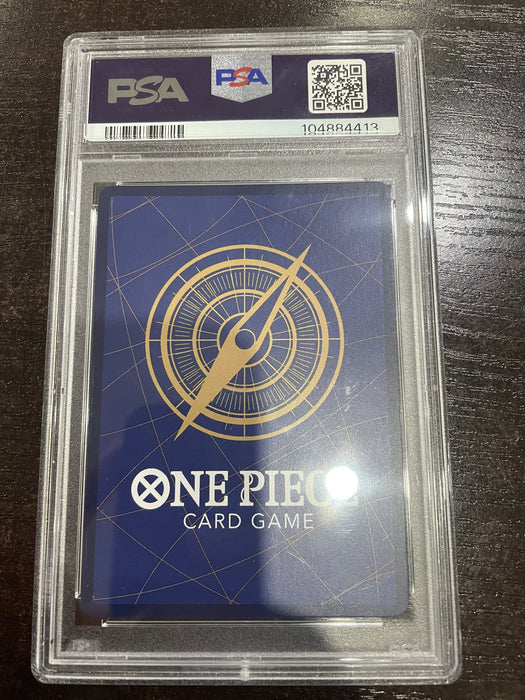 PSA PSA
104884413
ONE PIECE
CARD GAME